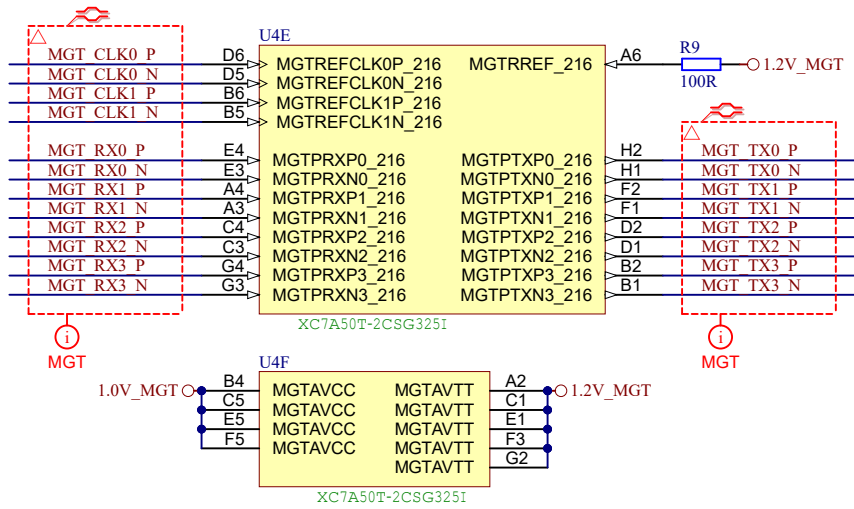 U4E
MGT_CLK0_P D6 MGTREFCLK0P_216 MGTRREF_216 A6 R9 100R 1.2V_MGT
MGT_CLK0_N D5 MGTREFCLK0N_216
MGT_CLK1_P B6 MGTREFCLK1P_216
MGT_CLK1_N B5 MGTREFCLK1N_216
MGT_RX0_P E4 MGTPRXP0_216 MGTPTXP0_216 H2 MGT_TX0_P
MGT_RX0_N E3 MGTPRXN0_216 MGTPTXN0_216 H1 MGT_TX0_N
MGT_RX1_P A4 MGTPRXP1_216 MGTPTXP1_216 F2 MGT_TX1_P
MGT_RX1_N A3 MGTPRXN1_216 MGTPTXN1_216 F1 MGT_TX1_N
MGT_RX2_P C4 MGTPRXP2_216 MGTPTXP2_216 D2 MGT_TX2_P
MGT_RX2_N C3 MGTPRXN2_216 MGTPTXN2_216 D1 MGT_TX2_N
MGT_RX3_P G4 MGTPRXP3_216 MGTPTXP3_216 B2 MGT_TX3_P
MGT_RX3_N G3 MGTPRXN3_216 MGTPTXN3_216 B1 MGT_TX3_N
XC7A50T-2CSG325I
i i
MGT MGT
U4F
1.0V_MGT B4 MGTAVCC MGTAVTT A2 1.2V_MGT
C5 MGTAVCC MGTAVTT C1
E5 MGTAVCC MGTAVTT E1
F5 MGTAVCC MGTAVTT F3
MGTAVTT G2
XC7A50T-2CSG325I